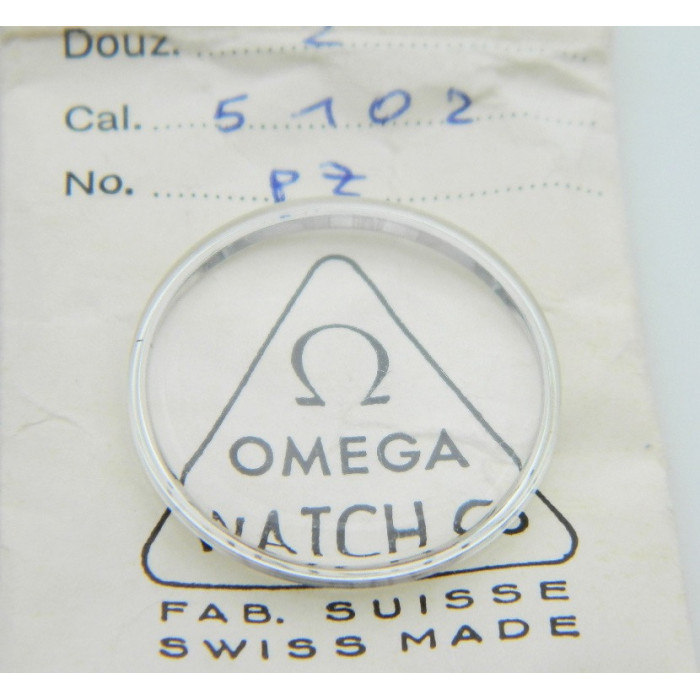 Douz. 2
Cal. 5102
No. PZ
Ω
OMEGA
WATCH Co
FAB. SUISSE
SWISS MADE